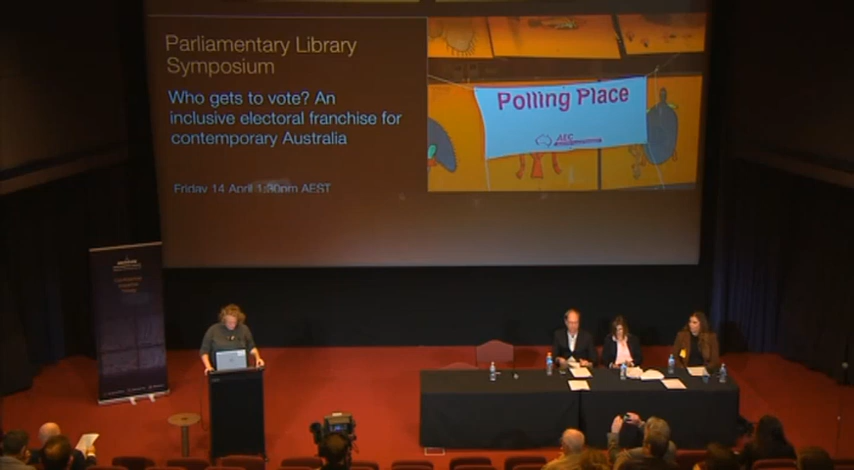 Parliamentary Library
Symposium
Who gets to vote? An
inclusive electoral franchise for
contemporary Australia
Friday 14 April 1:30pm AEST
Polling Place
AEC